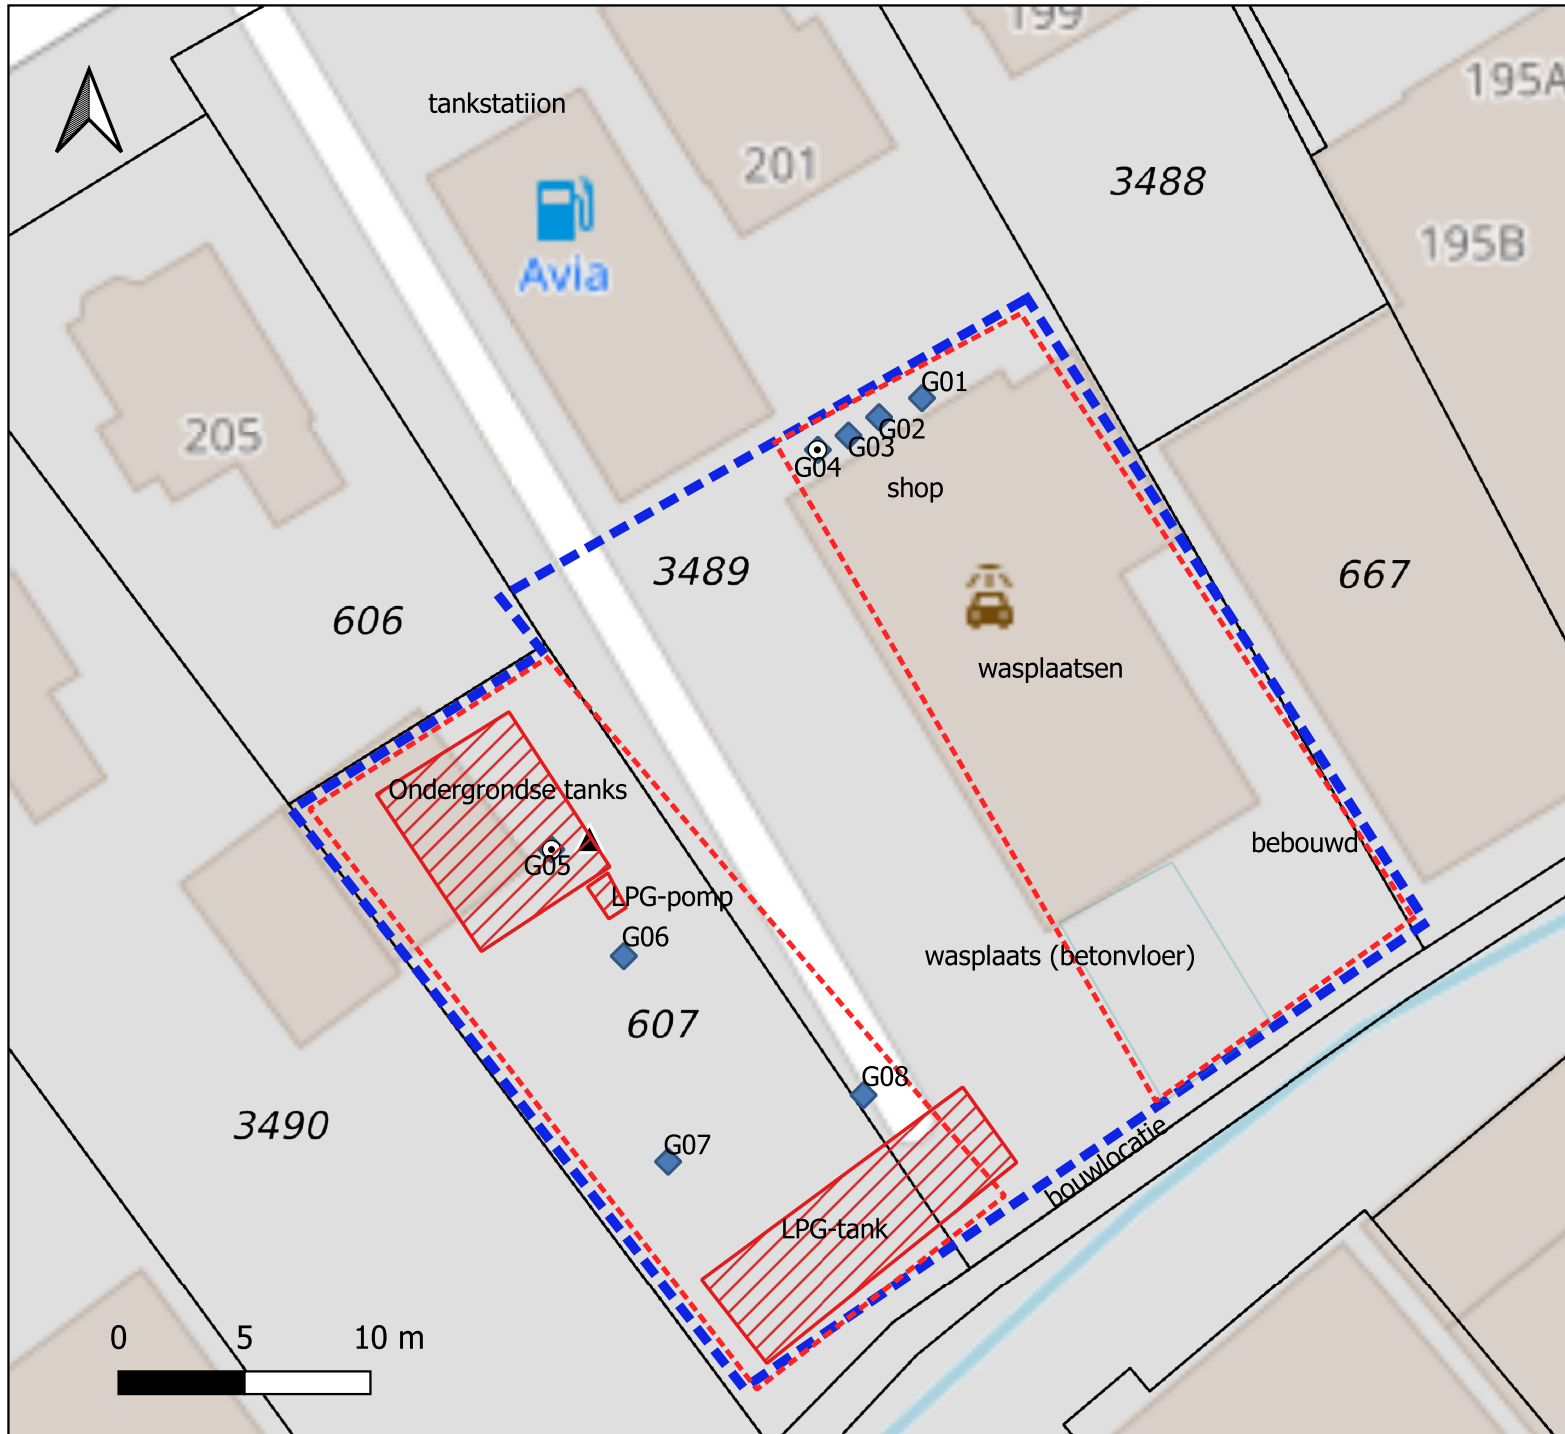 199
195A
tankstatiion
201
3488
195B
Avia
G01
G02
G03
G04
205
shop
3489
667
606
wasplaatsen
Ondergrondse tanks
bebouwd
G05
LPG-pomp
G06
wasplaats (betonvloer)
607
G08
3490
G07
bouwlocatie
LPG-tank
0 5 10 m